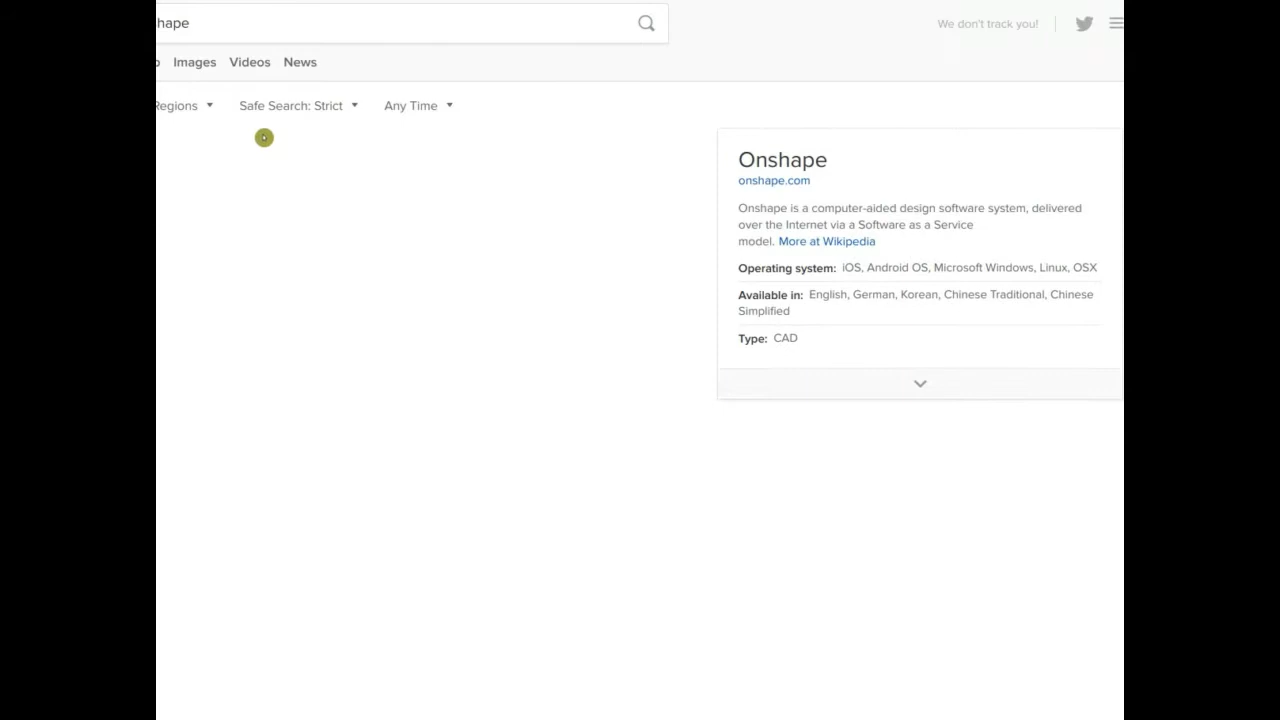 hape
We don't track you!
Images Videos News
Regions Safe Search: Strict Any Time
Onshape
onshape.com
Onshape is a computer-aided design software system, delivered
over the Internet via a Software as a Service
model. More at Wikipedia
Operating system: iOS, Android OS, Microsoft Windows, Linux, OSX
Available in: English, German, Korean, Chinese Traditional, Chinese
Simplified
Type: CAD